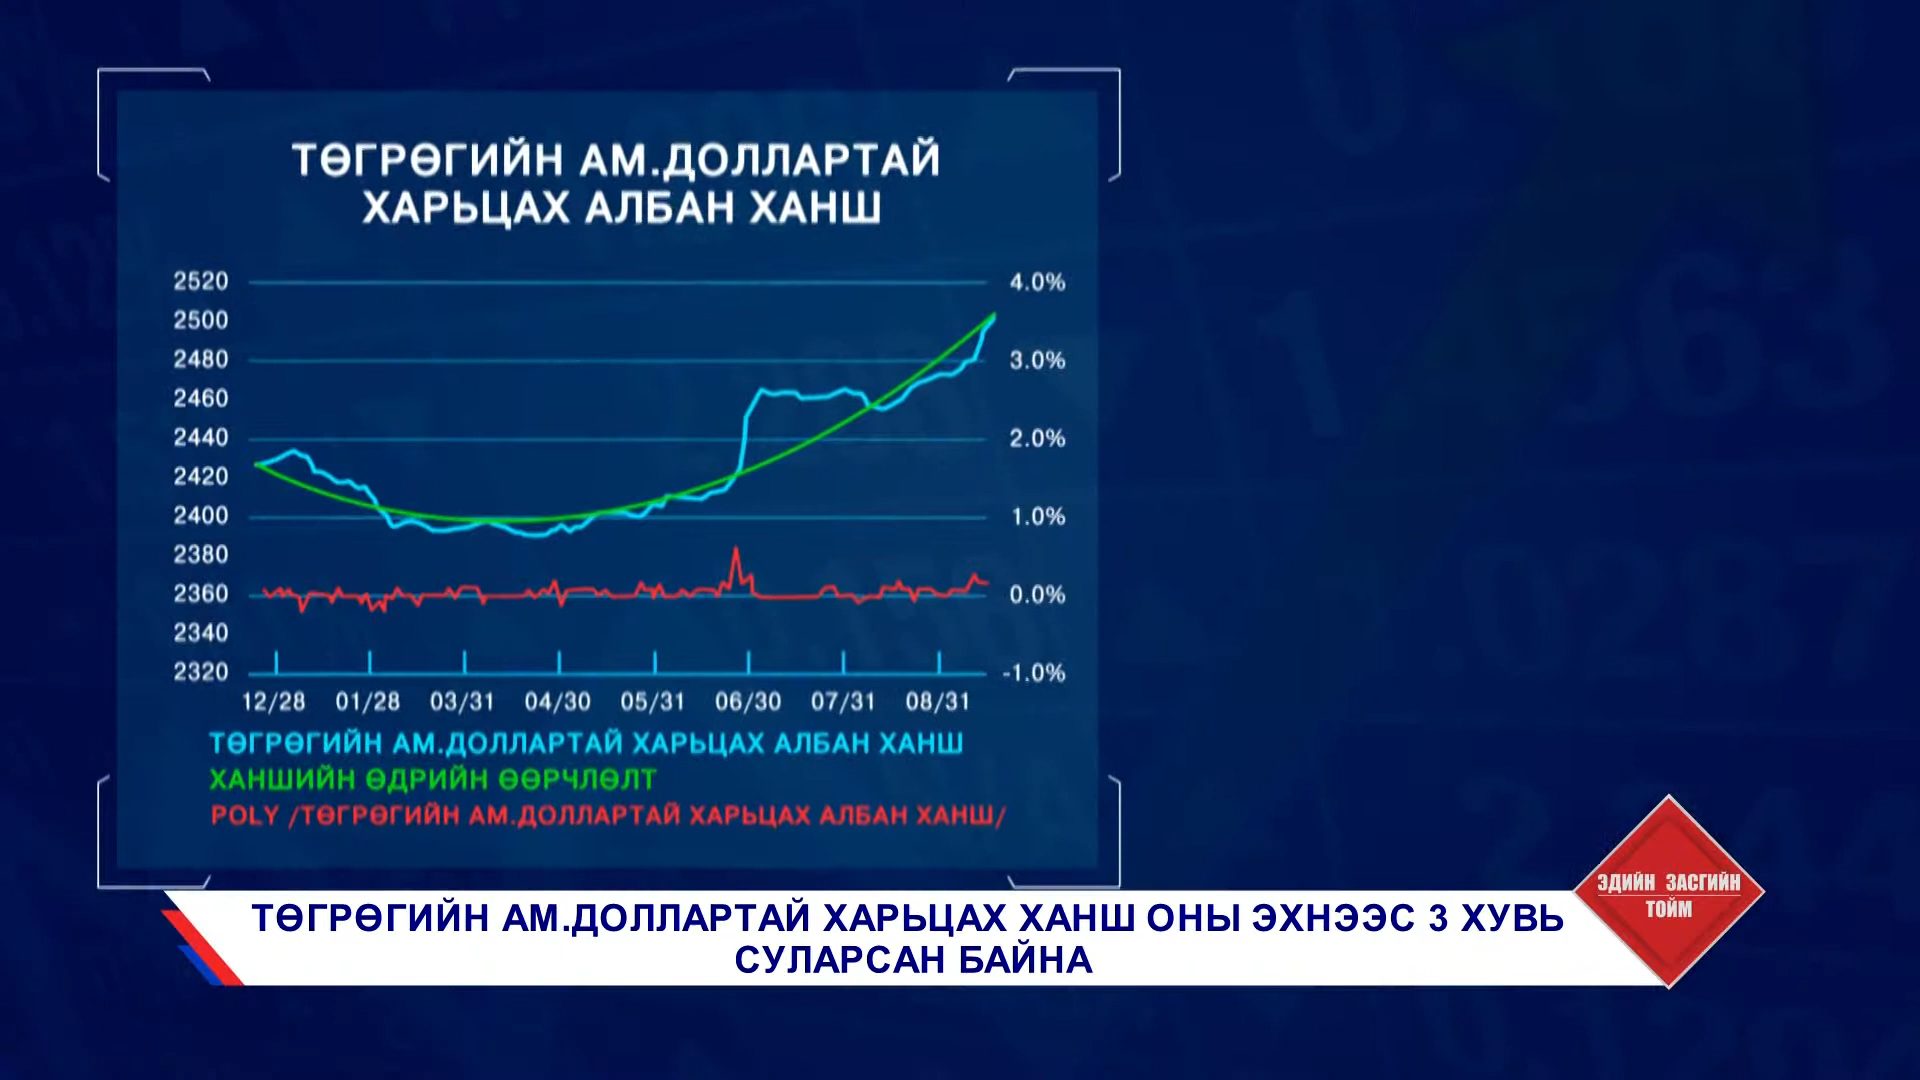 ТӨГРӨГИЙН АМ.ДОЛЛАРТАЙ
ХАРЬЦАХ АЛБАН ХАНШ
2520 4.0%
2500
2480 3.0%
2460
2440 2.0%
2420
2400 1.0%
2380
2360 0.0%
2340
2320 -1.0%
12/28 01/28 03/31 04/30 05/31 06/30 07/31 08/31
ТӨГРӨГИЙН АМ.ДОЛЛАРТАЙ ХАРЬЦАХ АЛБАН ХАНШ
ХАНШИЙН ӨДРИЙН ӨӨРЧЛӨЛТ
POLY /ТӨГРӨГИЙН АМ.ДОЛЛАРТАЙ ХАРЬЦАХ АЛБАН ХАНШ/
ТӨГРӨГИЙН АМ.ДОЛЛАРТАЙ ХАРЬЦАХ ХАНШ ОНЫ ЭХНЭЭС 3 ХУВЬ
СУЛАРСАН БАЙНА
ЭДИЙН ЗАСГИЙН
ТОЙМ